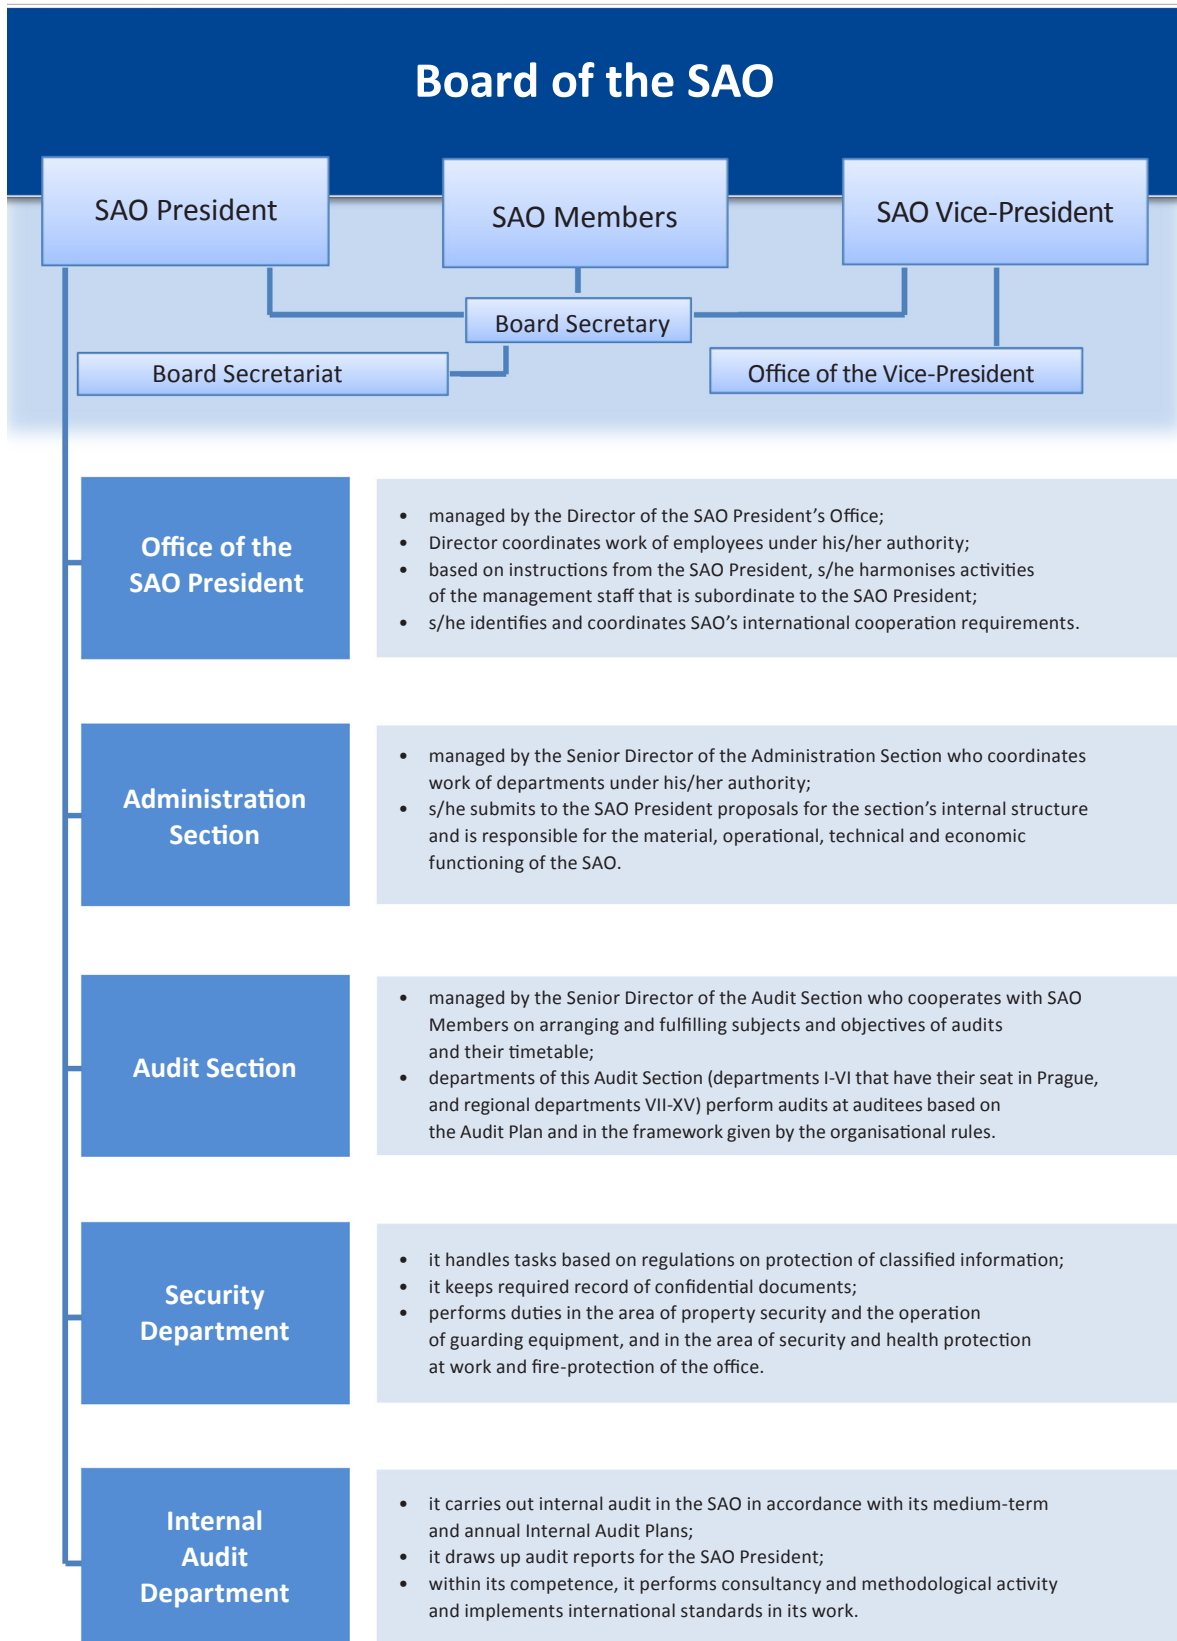 Board of the SAO
SAO President
SAO Members
SAO Vice-President
Board Secretary
Board Secretariat
Office of the Vice-President
Office of the
SAO President
• managed by the Director of the SAO President’s Office;
• Director coordinates work of employees under his/her authority;
• based on instructions from the SAO President, s/he harmonises activities
of the management staff that is subordinate to the SAO President;
• s/he identifies and coordinates SAO’s international cooperation requirements.
Administration
Section
• managed by the Senior Director of the Administration Section who coordinates
work of departments under his/her authority;
• s/he submits to the SAO President proposals for the section’s internal structure
and is responsible for the material, operational, technical and economic
functioning of the SAO.
Audit Section
• managed by the Senior Director of the Audit Section who cooperates with SAO
Members on arranging and fulfilling subjects and objectives of audits
and their timetable;
• departments of this Audit Section (departments I-VI that have their seat in Prague,
and regional departments VII-XV) perform audits at auditees based on
the Audit Plan and in the framework given by the organisational rules.
Security
Department
• it handles tasks based on regulations on protection of classified information;
• it keeps required record of confidential documents;
• performs duties in the area of property security and the operation
of guarding equipment, and in the area of security and health protection
at work and fire-protection of the office.
Internal
Audit
Department
• it carries out internal audit in the SAO in accordance with its medium-term
and annual Internal Audit Plans;
• it draws up audit reports for the SAO President;
• within its competence, it performs consultancy and methodological activity
and implements international standards in its work.